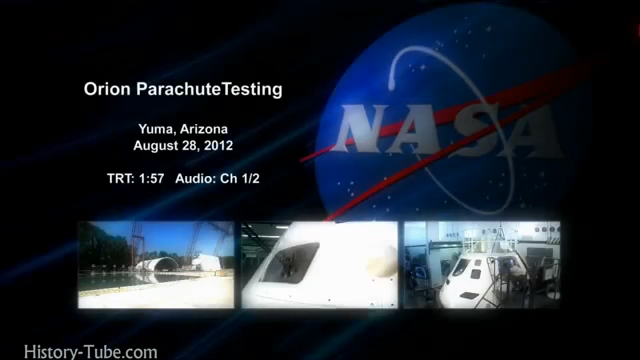 Orion ParachuteTesting
Yuma, Arizona
August 28, 2012
TRT: 1:57 Audio: Ch 1/2
NASA
History-Tube.com